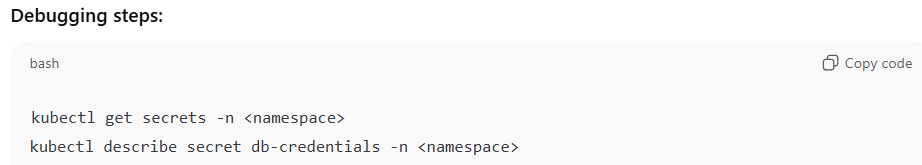 Debugging steps:
bash
Copy code
kubectl get secrets -n <namespace>
kubectl describe secret db-credentials -n <namespace>